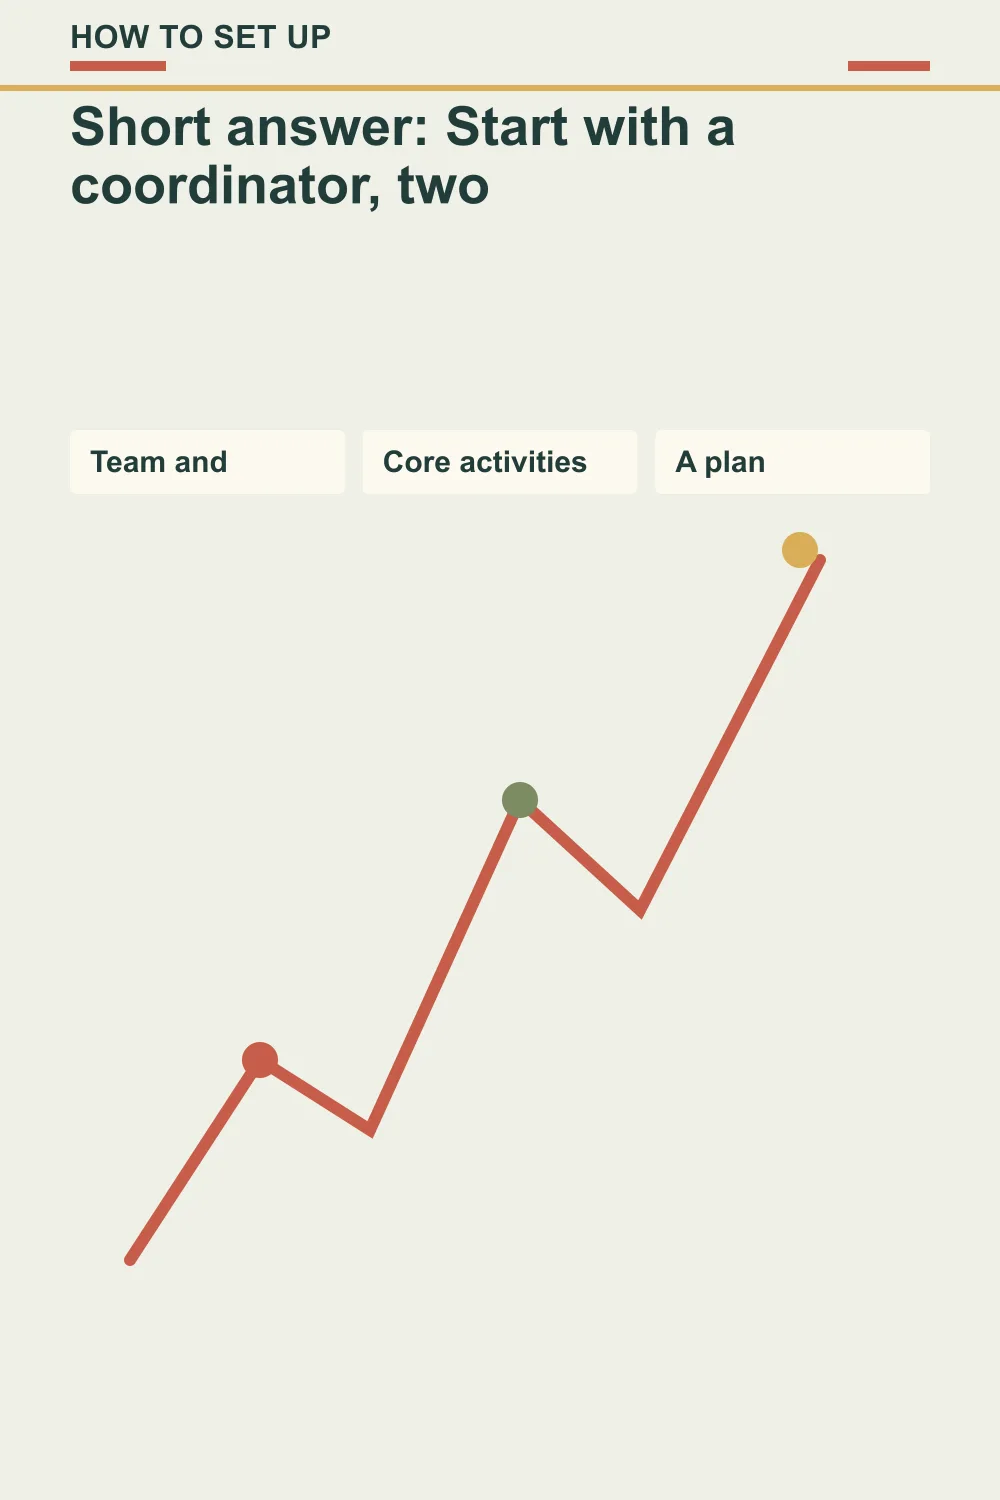 HOW TO SET UP
Short answer: Start with a
coordinator, two
Team and
Core activities
A plan